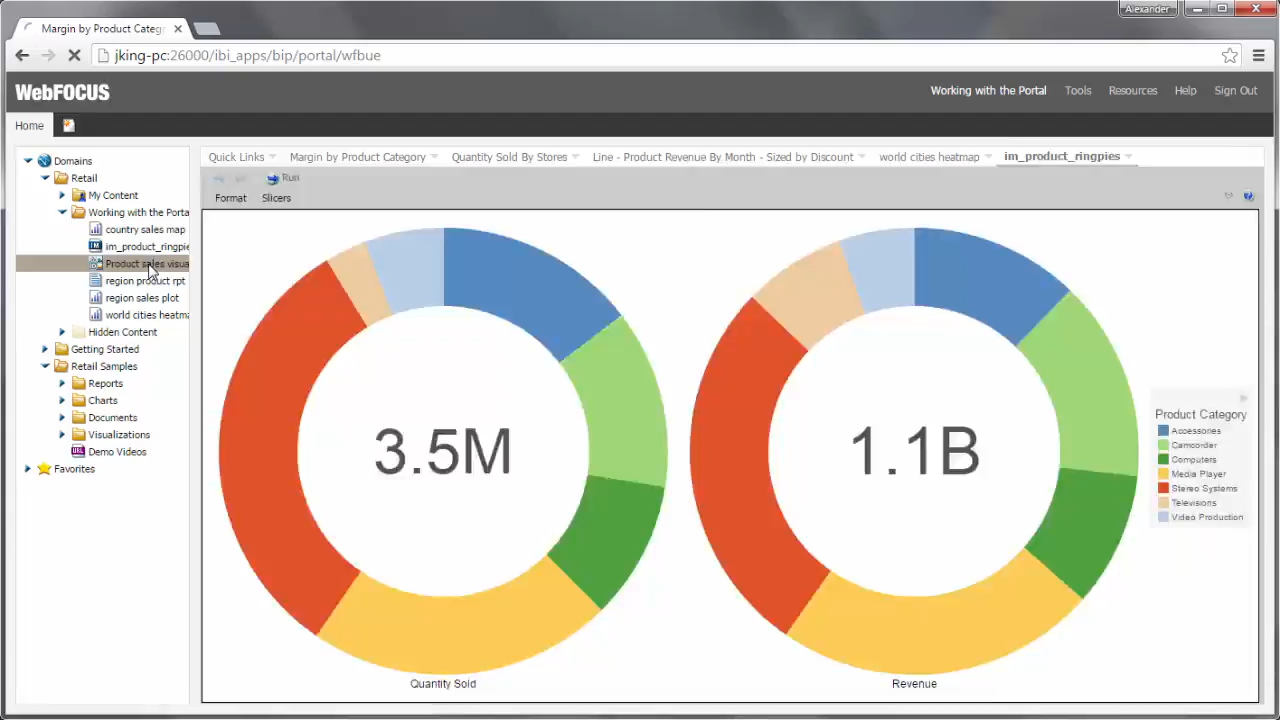 Alexander
Margin by Product Categ
jking-pc:26000/ibi_apps/bip/portal/wfbue
WebFOCUS
Working with the Portal Tools Resources Help Sign Out
Home
Domains
Retail
My Content
Working with the Porta
country sales map
im_product_ringpie
Product sales visua
region product rpt
region sales plot
world cities heatma
Hidden Content
Getting Started
Retail Samples
Reports
Charts
Documents
Visualizations
URL Demo Videos
Favorites
Quick Links Margin by Product Category Quantity Sold By Stores Line - Product Revenue By Month - Sized by Discount world cities heatmap im_product_ringpies
Run
Format Slicers
3.5M
Quantity Sold
1.1B
Revenue
Product Category
Accessories
Camcorder
Computers
Media Player
Stereo Systems
Televisions
Video Production